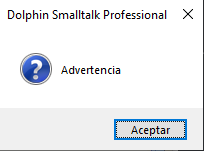 Dolphin Smalltalk Professional
Advertencia
Aceptar